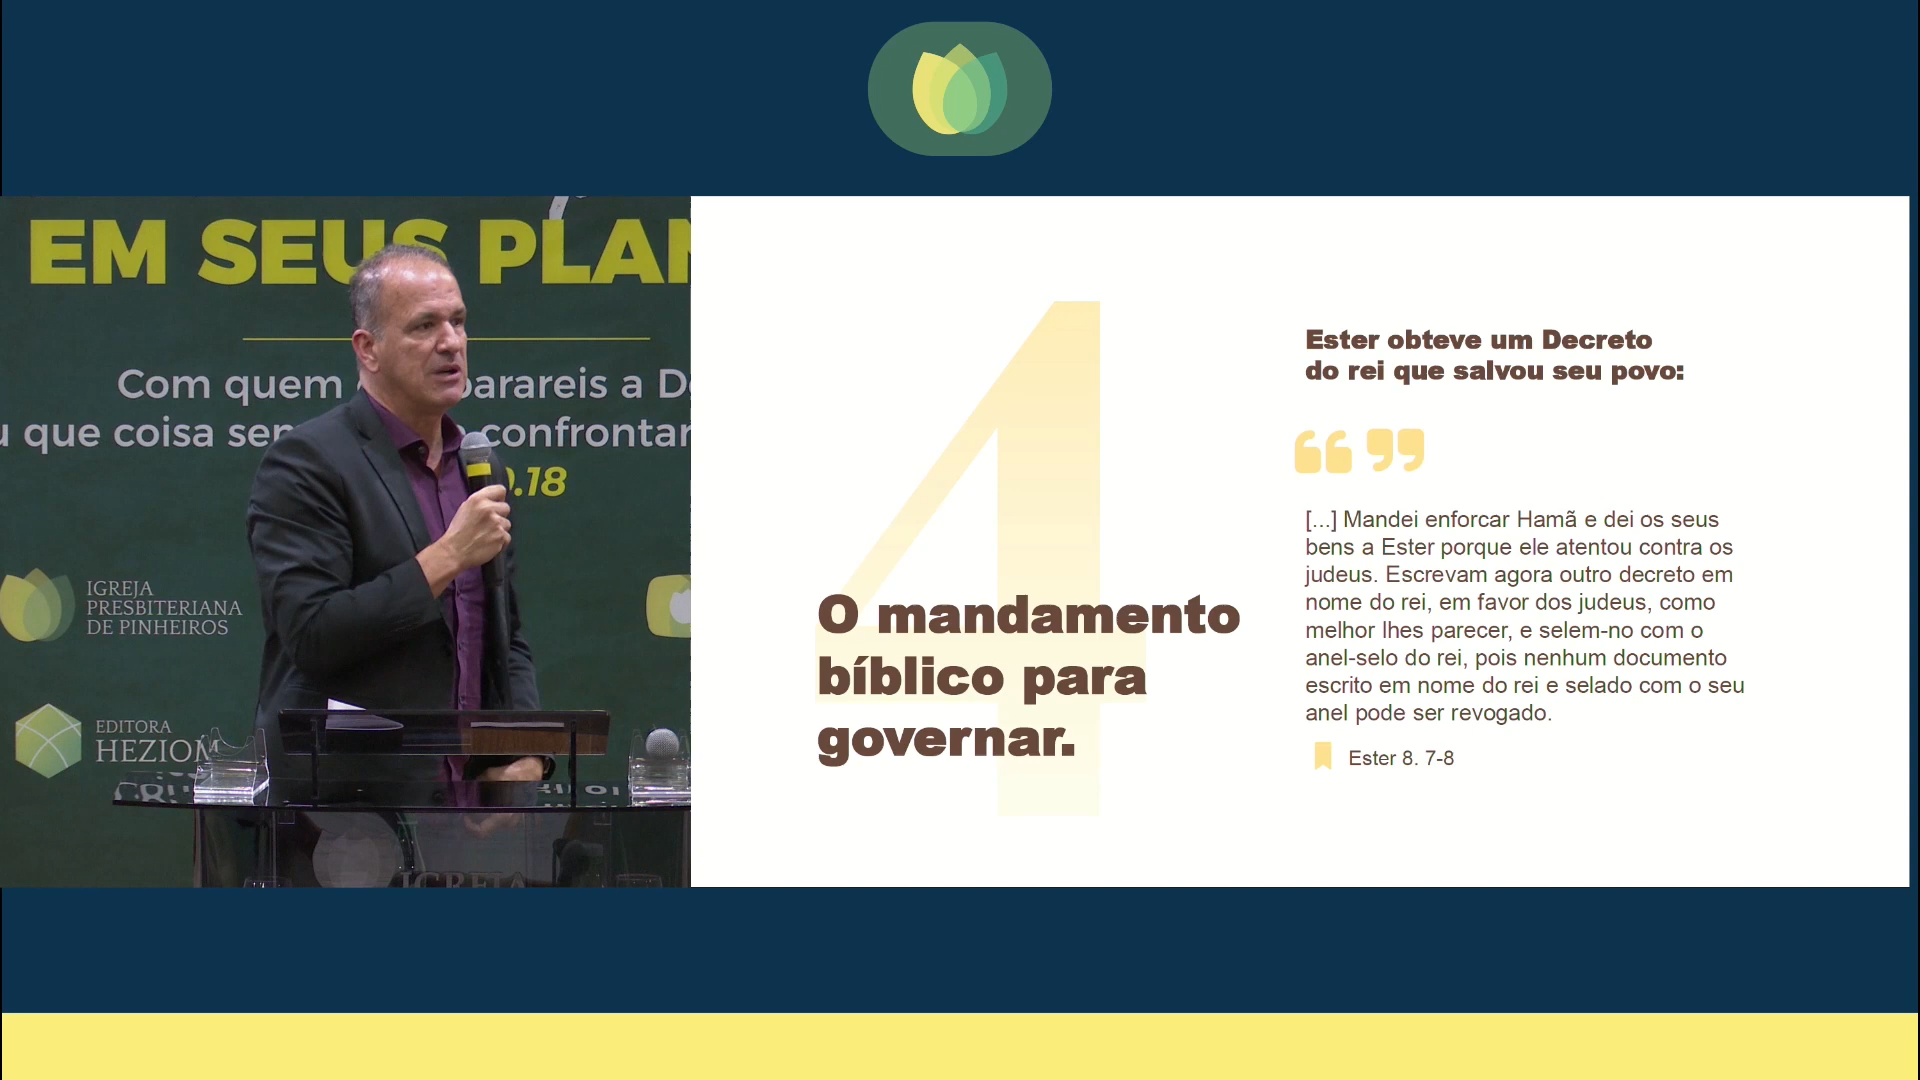 EM SEUS PLAN
Com quem parareis a D
u que coisa sem confrontar
.18
IGREJA
PRESBITERIANA
DE PINHEIROS
EDITORA
HEZIOM
IGREJA
4
O mandamento
bíblico para
governar.
Ester obteve um Decreto
do rei que salvou seu povo:
[...] Mandei enforcar Hamã e dei os seus
bens a Ester porque ele atentou contra os
judeus. Escrevam agora outro decreto em
nome do rei, em favor dos judeus, como
melhor lhes parecer, e selem-no com o
anel-selo do rei, pois nenhum documento
escrito em nome do rei e selado com o seu
anel pode ser revogado.
Ester 8. 7-8